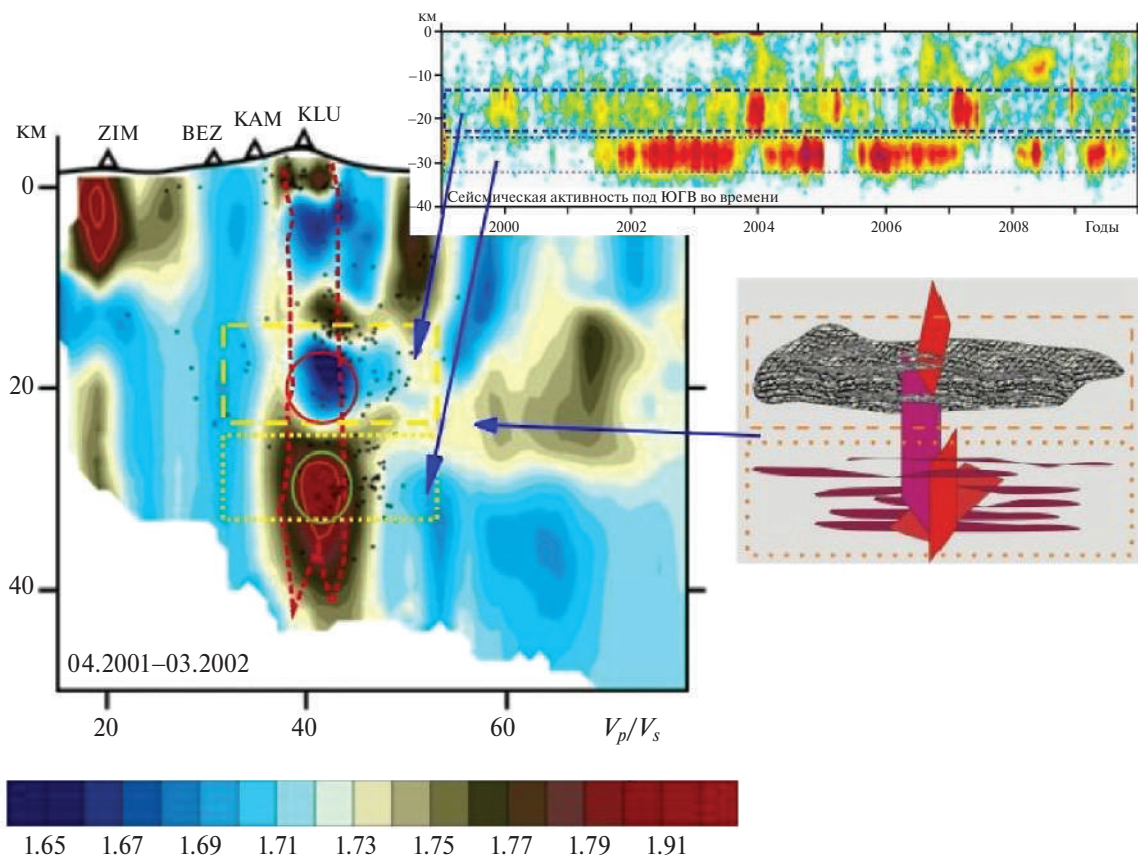 КМ
0
−10
−20
−30
−40
Сейсмическая активность под ЮГВ во времени
2000 2002 2004 2006 2008 Годы
КМ
ZIM BEZ KAM KLU
0
20
40
04.2001–03.2002
20 40 60 Vp/Vs
1.65 1.67 1.69 1.71 1.73 1.75 1.77 1.79 1.91